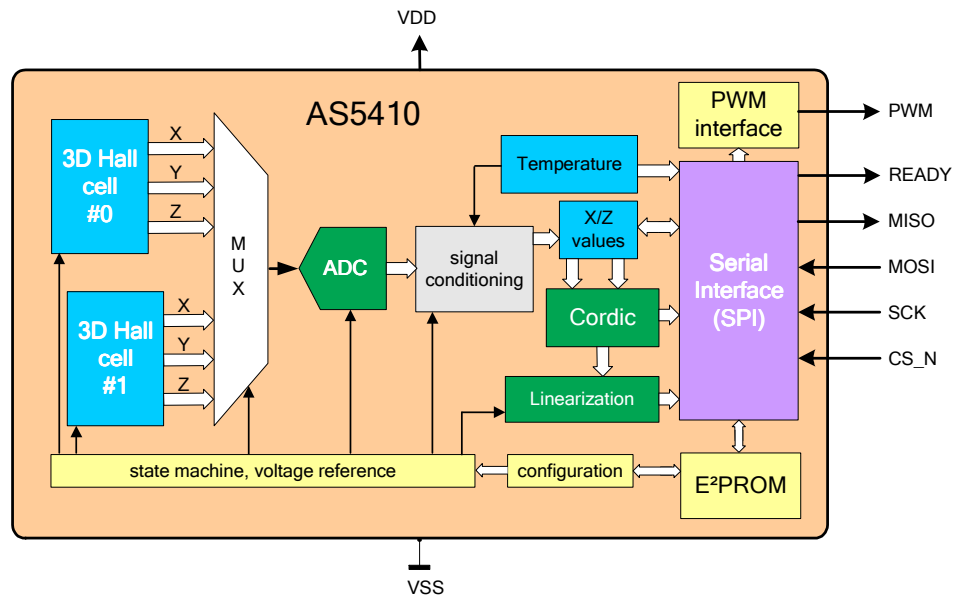 VDD
AS5410
PWM
interface
PWM
3D Hall
cell
#0
X
Y
Z
Temperature
READY
X/Z
values
MISO
M
U
X
ADC
signal
conditioning
Serial
Interface
(SPI)
MOSI
3D Hall
cell
#1
X
Y
Z
Cordic
SCK
CS_N
Linearization
state machine, voltage reference
configuration
E²PROM
VSS